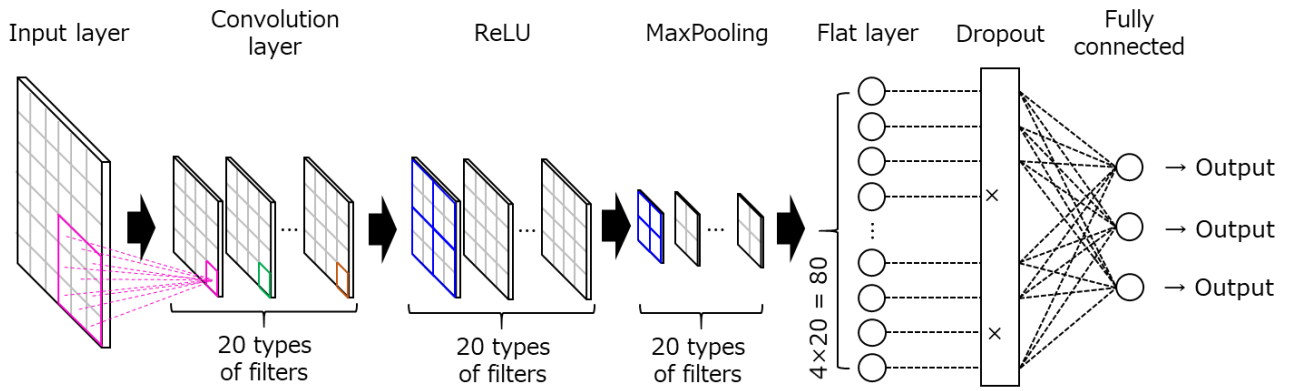 Input layer
Convolution
layer
ReLU
MaxPooling
Flat layer
Dropout
Fully
connected
...
...
...
...
20 types
of filters
20 types
of filters
20 types
of filters
4×20 = 80
×
×
→ Output
→ Output
→ Output